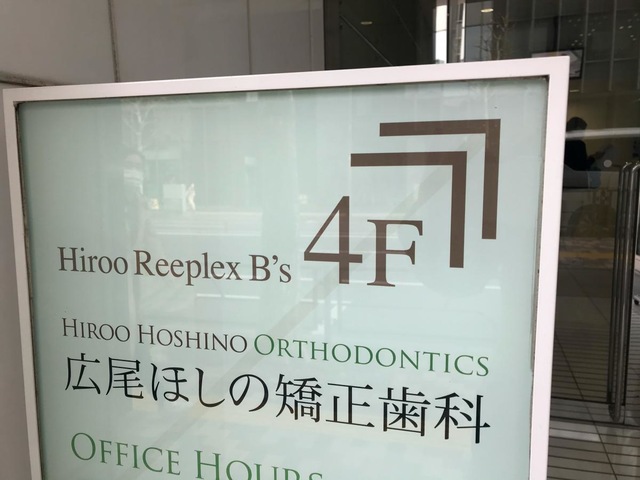 Hiroo Reeplex B's 4F
HIROO HOSHINO ORTHODONTICS
広尾ほしの矯正歯科
OFFICE HOURS